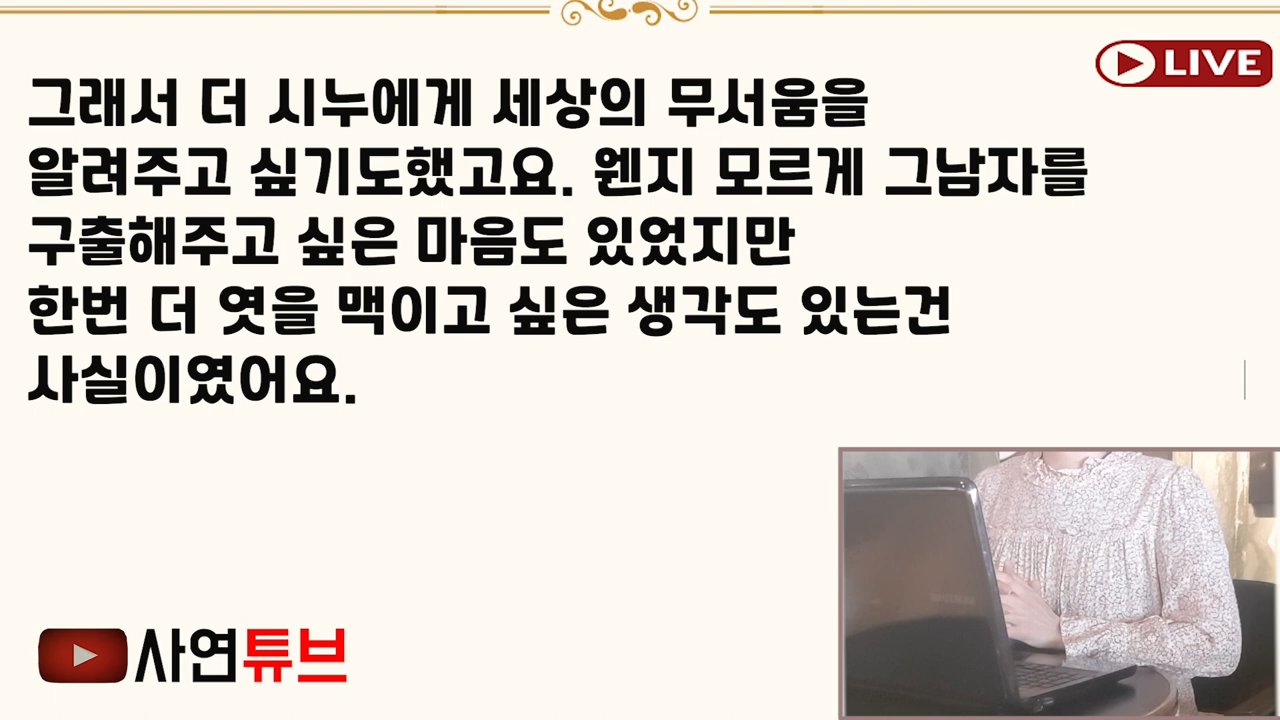 LIVE
그래서 더 시누에게 세상의 무서움을
알려주고 싶기도했고요. 웬지 모르게 그남자를
구출해주고 싶은 마음도 있었지만
한번 더 엿을 맥이고 싶은 생각도 있는건
사실이였어요.
사연튜브